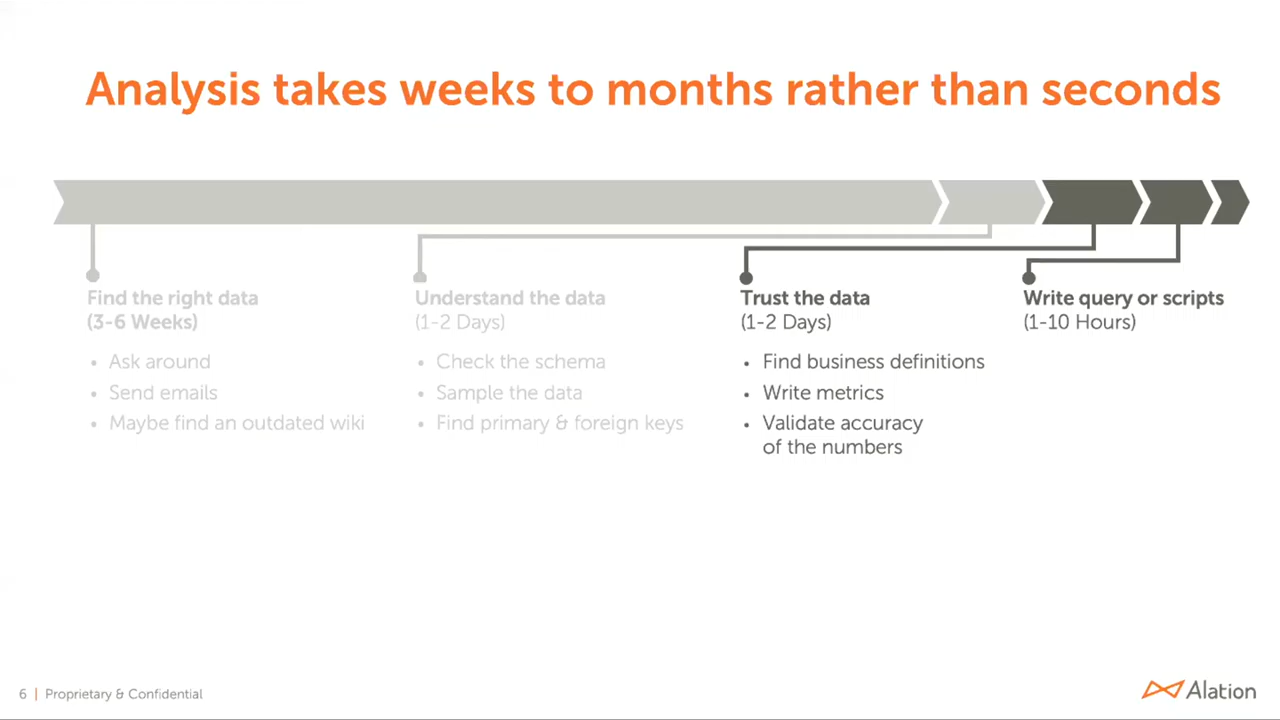 Analysis takes weeks to months rather than seconds
Find the right data
(3-6 Weeks)
• Ask around
• Send emails
• Maybe find an outdated wiki
Understand the data
(1-2 Days)
• Check the schema
• Sample the data
• Find primary & foreign keys
Trust the data
(1-2 Days)
• Find business definitions
• Write metrics
• Validate accuracy
of the numbers
Write query or scripts
(1-10 Hours)
6 | Proprietary & Confidential
Alation